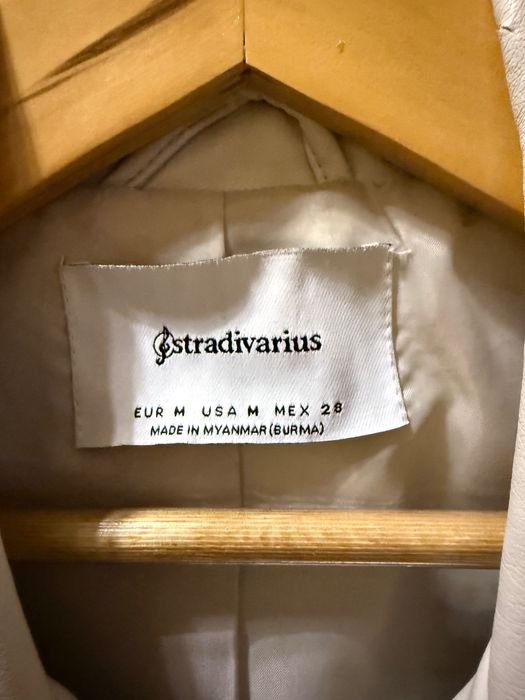 stradivarius
EUR M USA M MEX 28
MADE IN MYANMAR (BURMA)